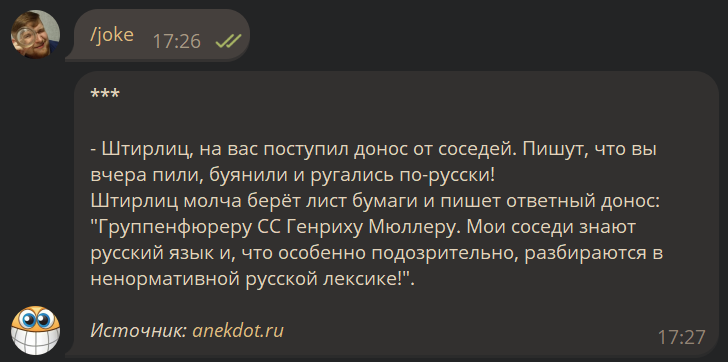 /joke 17:26
***
- Штирлиц, на вас поступил донос от соседей. Пишут, что вы
вчера пили, буянили и ругались по-русски!
Штирлиц молча берёт лист бумаги и пишет ответный донос:
"Группенфюреру СС Генриху Мюллеру. Мои соседи знают
русский язык и, что особенно подозрительно, разбираются в
ненормативной русской лексике!".
Источник: anekdot.ru
17:27